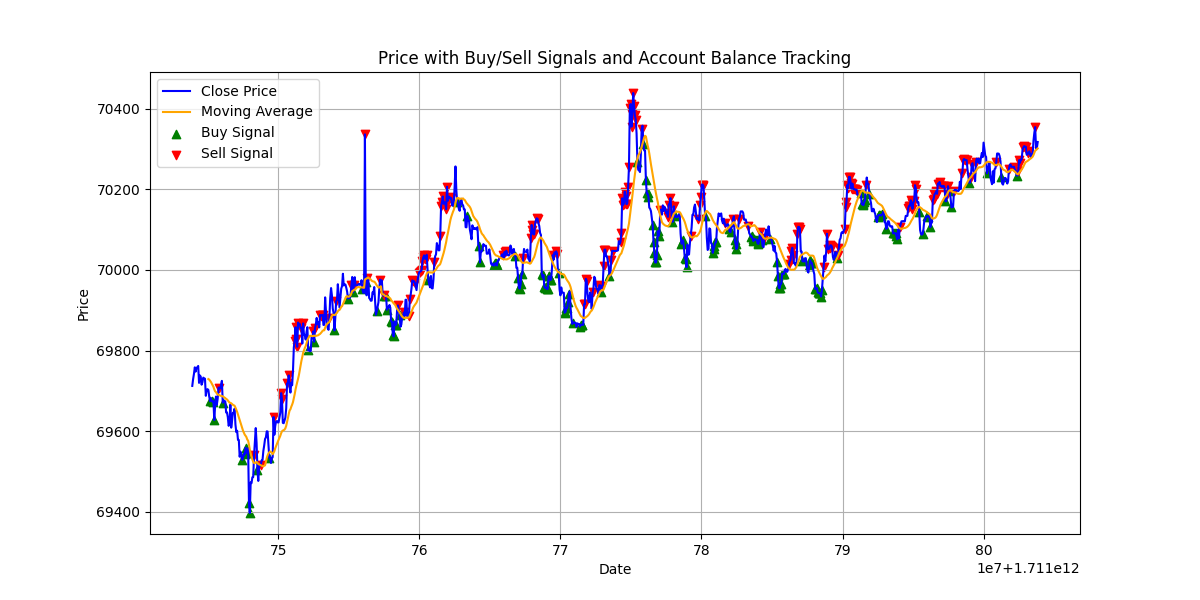 Price with Buy/Sell Signals and Account Balance Tracking
Close Price
Moving Average
Buy Signal
Sell Signal
Price
70400
70200
70000
69800
69600
69400
75 76 77 78 79 80
Date
1e7+1.711e12